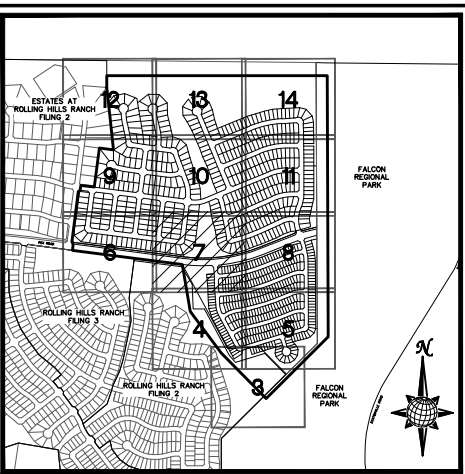 ESTATES AT
ROLLING HILLS RANCH
FILING 2
12
13
14
9
10
11
FALCON
REGIONAL
PARK
6
7
8
ROLLING HILLS RANCH
FILING 3
4
5
ROLLING HILLS RANCH
FILING 2
3
FALCON
REGIONAL
PARK
N